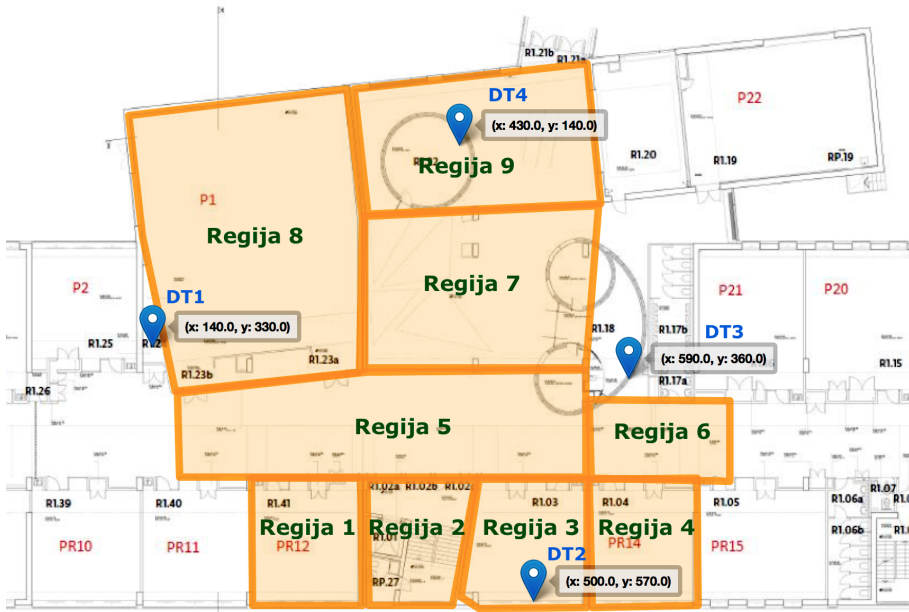 R1.21b
R1.21a
DT4
P22
(x: 430.0, y: 140.0)
R1.20
R1.19
RP.19
Regija 9
P1
Regija 8
P2
Regija 7
P21
P20
DT1
R1.18
R1.17b
DT3
(x: 140.0, y: 330.0)
R1.25
R1.23a
(x: 590.0, y: 360.0)
R1.15
R1.23b
R1.17a
R1.26
Regija 5
Regija 6
R1.02a
R1.02b
R1.39
R1.40
R1.41
R1.03
R1.04
R1.05
R1.06a
R1.07
Regija 1
Regija 2
Regija 3
Regija 4
R1.01
R1.06b
PR10
PR11
PR12
PR14
PR15
DT2
RP.27
(x: 500.0, y: 570.0)